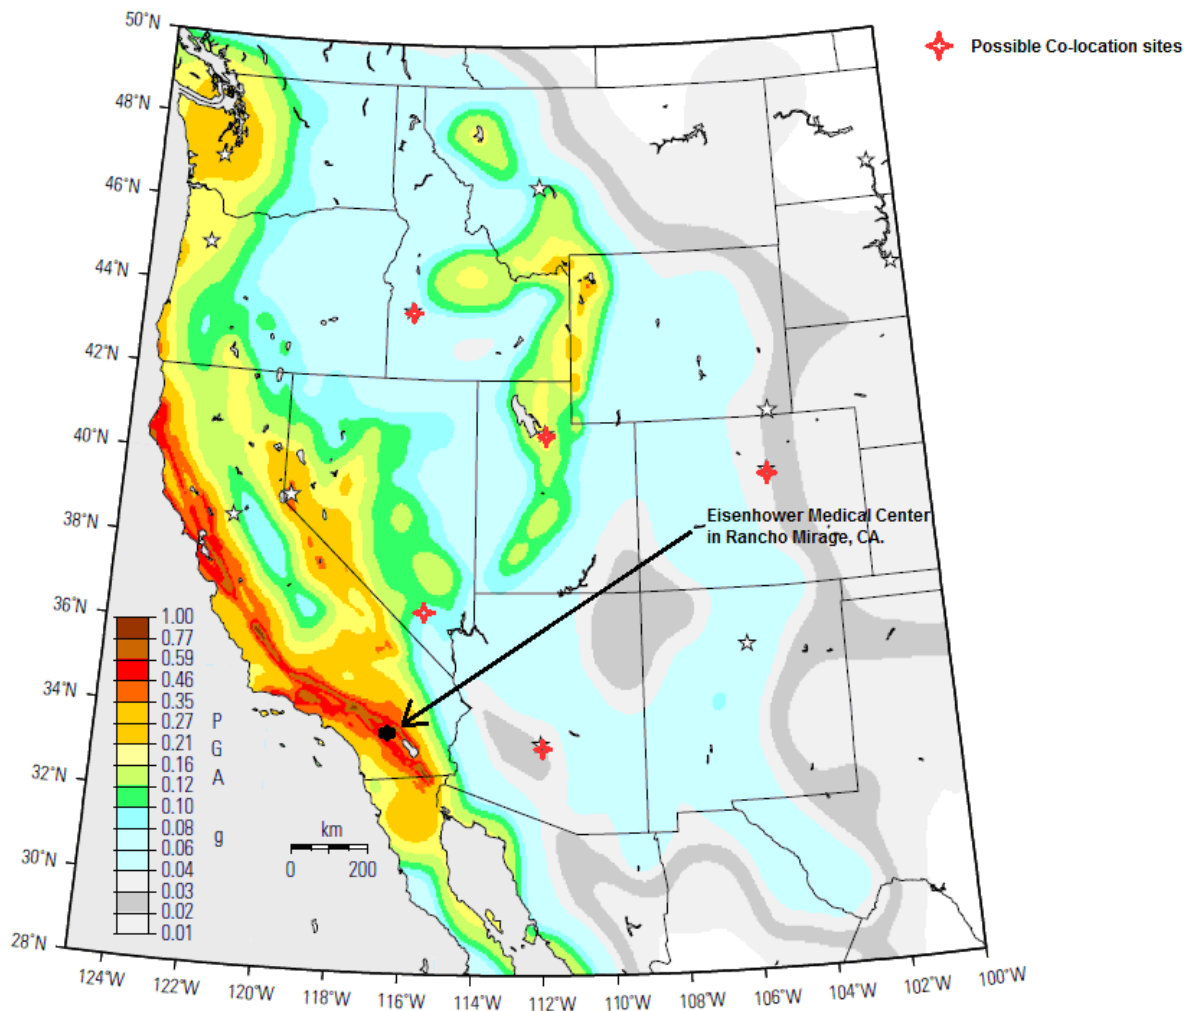 50°N
Possible Co-location sites
48°N
46°N
44°N
42°N
40°N
38°N
Eisenhower Medical Center
in Rancho Mirage, CA.
36°N
1.00
0.77
0.59
0.46
34°N
0.35
0.27
P
0.21
G
0.16
A
32°N
0.12
0.10
0.08
g
km
0.06
30°N
0 200
0.04
0.03
0.02
0.01
28°N
124°W 122°W 120°W 118°W 116°W 114°W 112°W 110°W 108°W 106°W 104°W 102°W 100°W